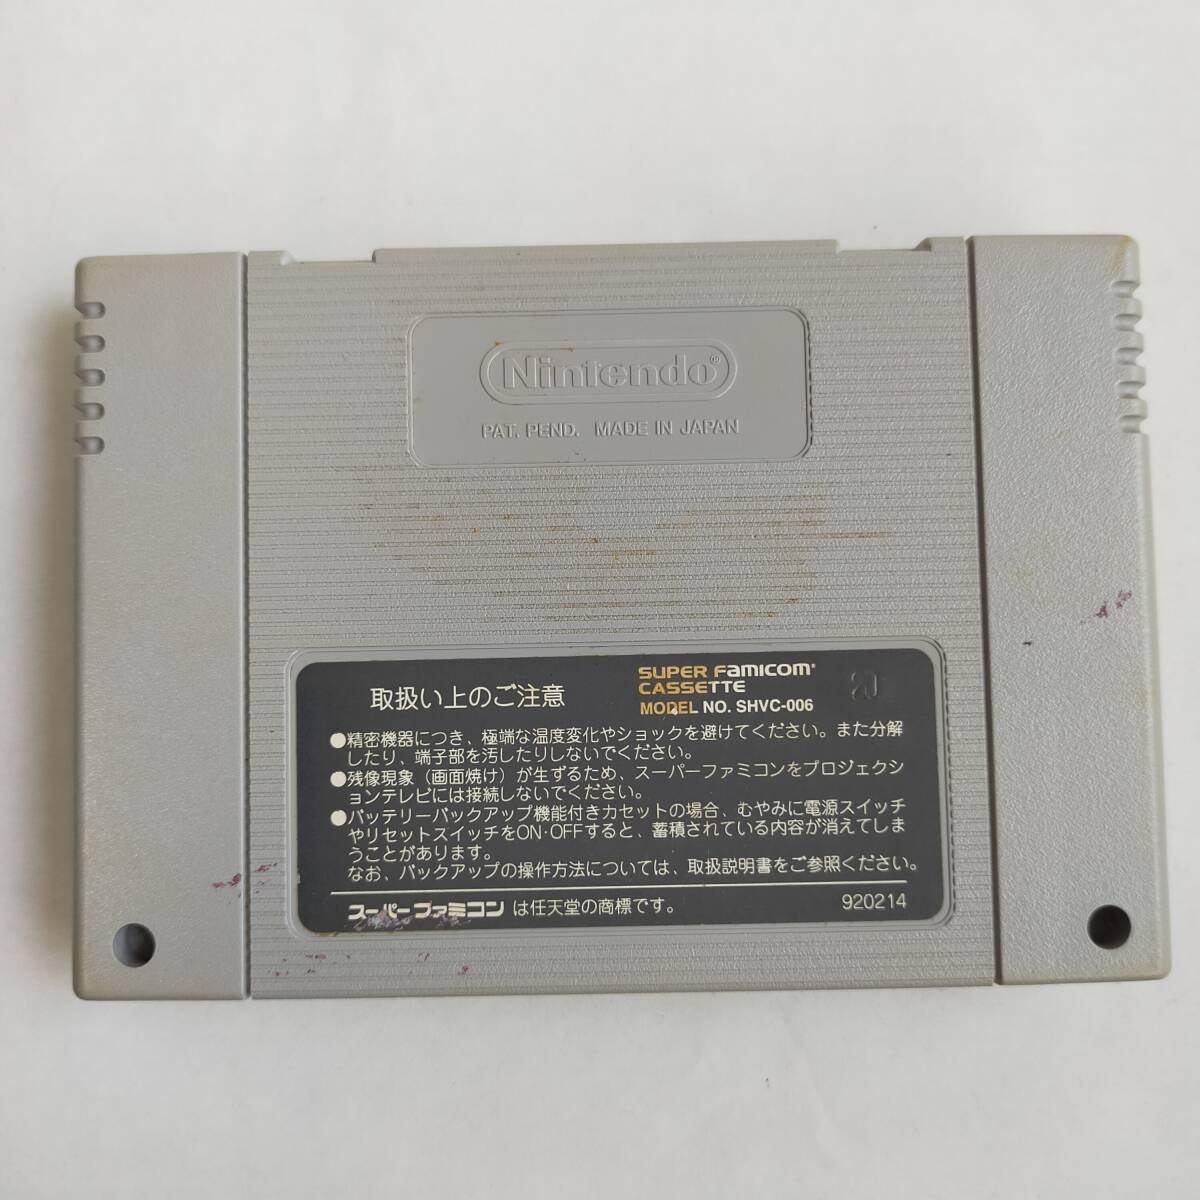 Nintendo®
PAT. PEND. MADE IN JAPAN
取扱い上のご注意
SUPER FAMICOM
CASSETTE
MODEL NO. SHVC-006
20
●精密機器につき、極端な温度変化やショックを避けてください。また分解
したり、端子部を汚したりしないでください。
●残像現象（画面焼け）が生ずるため、スーパーファミコンをプロジェクシ
ョンテレビには接続しないでください。
●バッテリーバックアップ機能付きカセットの場合、むやみに電源スイッチ
やリセットスイッチをON・OFFすると、蓄積されている内容が消えてしま
うことがあります。
なお、バックアップの操作方法については、取扱説明書をご参照ください。
スーパーファミコン は任天堂の商標です。
920214